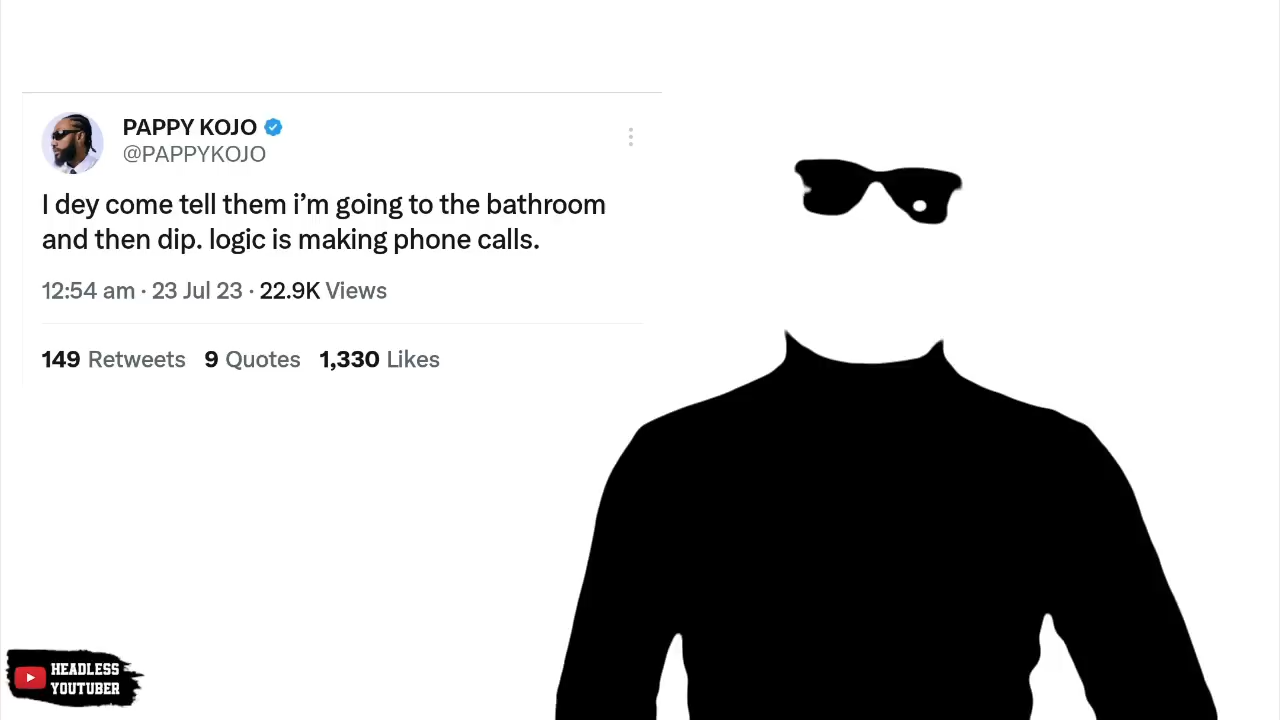 PAPPY KOJO
@PAPPYKOJO
I dey come tell them i’m going to the bathroom
and then dip. logic is making phone calls.
12:54 am · 23 Jul 23 · 22.9K Views
149 Retweets 9 Quotes 1,330 Likes
HEADLESS
YOUTUBER